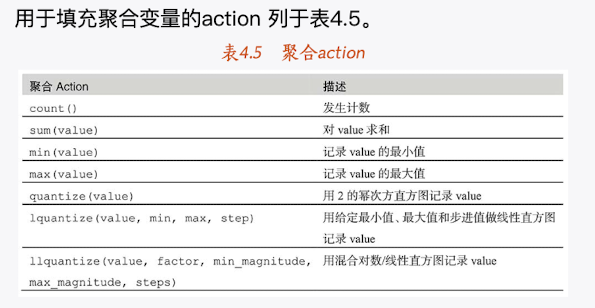 用于填充聚合变量的action 列于表4.5。
表4.5 聚合action
聚合 Action 描述
count() 发生计数
sum(value) 对 value 求和
min(value) 记录 value 的最小值
max(value) 记录 value 的最大值
quantize(value) 用 2 的幂次方直方图记录 value
lquantize(value, min, max, step) 用给定最小值、最大值和步进值做线性直方图
记录 value
llquantize(value, factor, min_magnitude, 用混合对数/线性直方图记录 value
max_magnitude, steps)